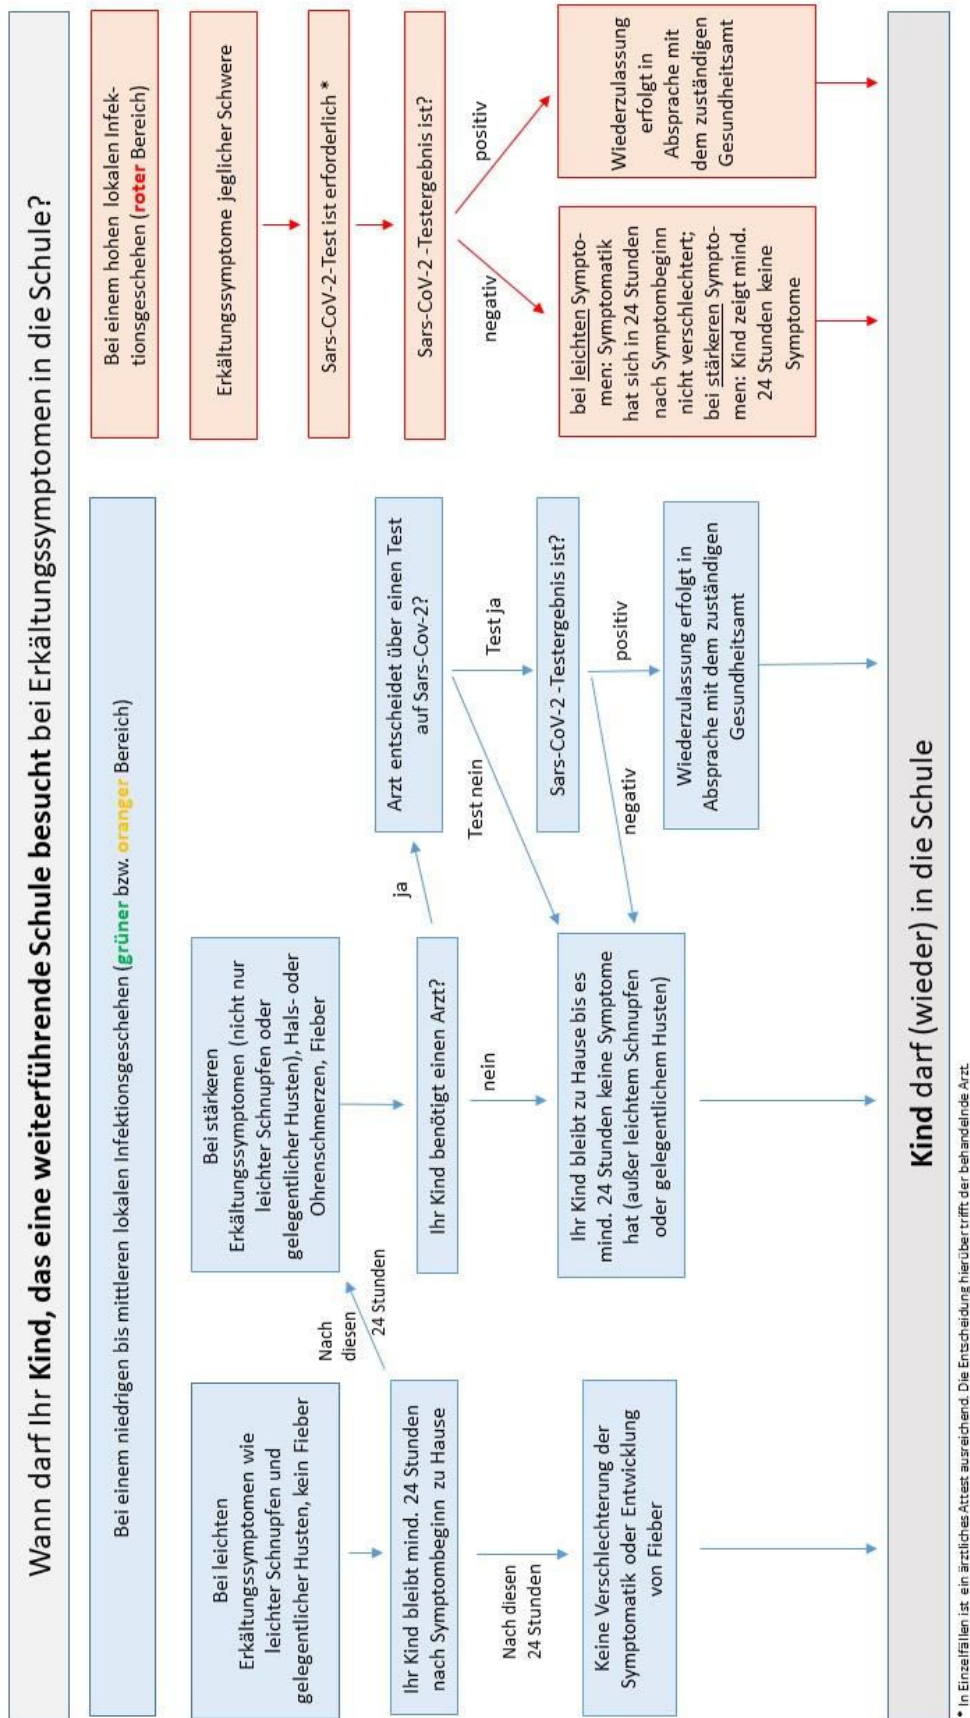 Wann darf Ihr Kind, das eine weiterführende Schule besucht bei Erkältungssymptomen in die Schule?
Bei einem niedrigen bis mittleren lokalen Infektionsgeschehen (grüner bzw. oranger Bereich)
Bei leichten
Erkältungssymptomen wie
leichter Schnupfen und
gelegentlicher Husten, kein Fieber
Ihr Kind bleibt mind. 24 Stunden
nach Symptombeginn zu Hause
Nach diesen
24 Stunden
Keine Verschlechterung der
Symptomatik oder Entwicklung
von Fieber
Nach
diesen
24 Stunden
Bei stärkeren
Erkältungssymptomen (nicht nur
leichter Schnupfen oder
gelegentlicher Husten), Hals- oder
Ohrenschmerzen, Fieber
Ihr Kind benötigt einen Arzt?
nein
ja
Ihr Kind bleibt zu Hause bis es
mind. 24 Stunden keine Symptome
hat (außer leichtem Schnupfen
oder gelegentlichem Husten)
Arzt entscheidet über einen Test
auf Sars-Cov-2?
Test nein
Test ja
Sars-CoV-2 -Testergebnis ist?
negativ
positiv
Wiederzulassung erfolgt in
Absprache mit dem zuständigen
Gesundheitsamt
Bei einem hohen lokalen Infek-
tionsgeschehen (roter Bereich)
Erkältungssymptome jeglicher Schwere
Sars-CoV-2-Test ist erforderlich *
Sars-CoV-2 -Testergebnis ist?
negativ
positiv
bei leichten Sympto-
men: Symptomatik
hat sich in 24 Stunden
nach Symptombeginn
nicht verschlechtert;
bei stärkeren Sympto-
men: Kind zeigt mind.
24 Stunden keine
Symptome
Wiederzulassung
erfolgt in
Absprache mit
dem zuständigen
Gesundheitsamt
Kind darf (wieder) in die Schule
* In Einzelfällen ist ein ärztliches Attest ausreichend. Die Entscheidung hierüber trifft der behandelnde Arzt.